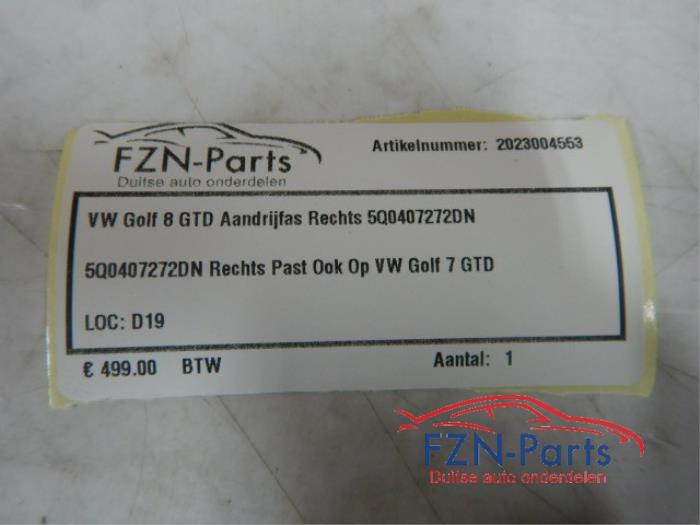 FZN-Parts
Duitse auto onderdelen
Artikelnummer: 2023004553
VW Golf 8 GTD Aandrijfas Rechts 5Q0407272DN
5Q0407272DN Rechts Past Ook Op VW Golf 7 GTD
LOC: D19
€ 499.00 BTW
Aantal: 1
FZN-Parts
Duitse auto onderdelen